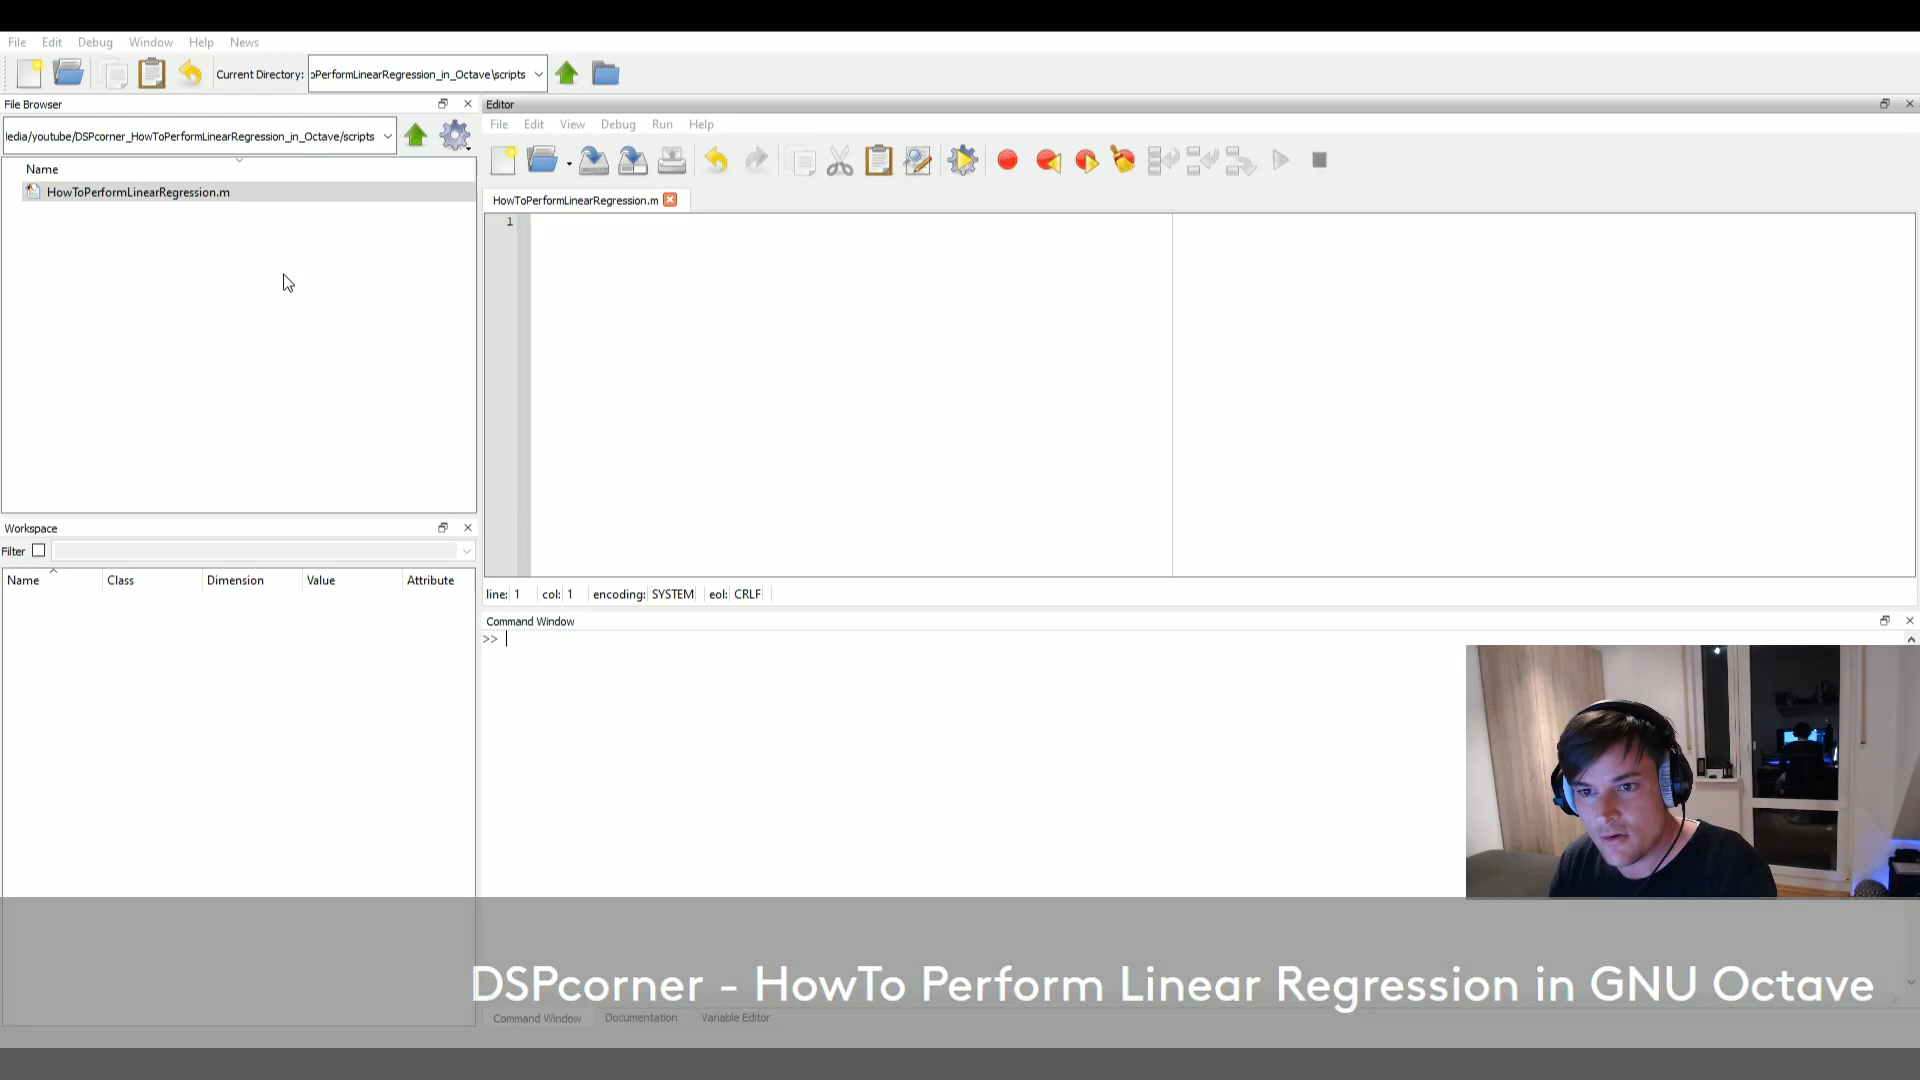 File Edit Debug Window Help News
Current Directory: oPerformLinearRegression_in_Octave\scripts
File Browser
ledia/youtube/DSPcorner_HowToPerformLinearRegression_in_Octave/scripts
Name
HowToPerformLinearRegression.m
Workspace
Filter
Name Class Dimension Value Attribute
Editor
File Edit View Debug Run Help
HowToPerformLinearRegression.m
1
line: 1 col: 1 encoding: SYSTEM eol: CRLF
Command Window
>>
DSPcorner - HowTo Perform Linear Regression in GNU Octave
Command Window Documentation Variable Editor